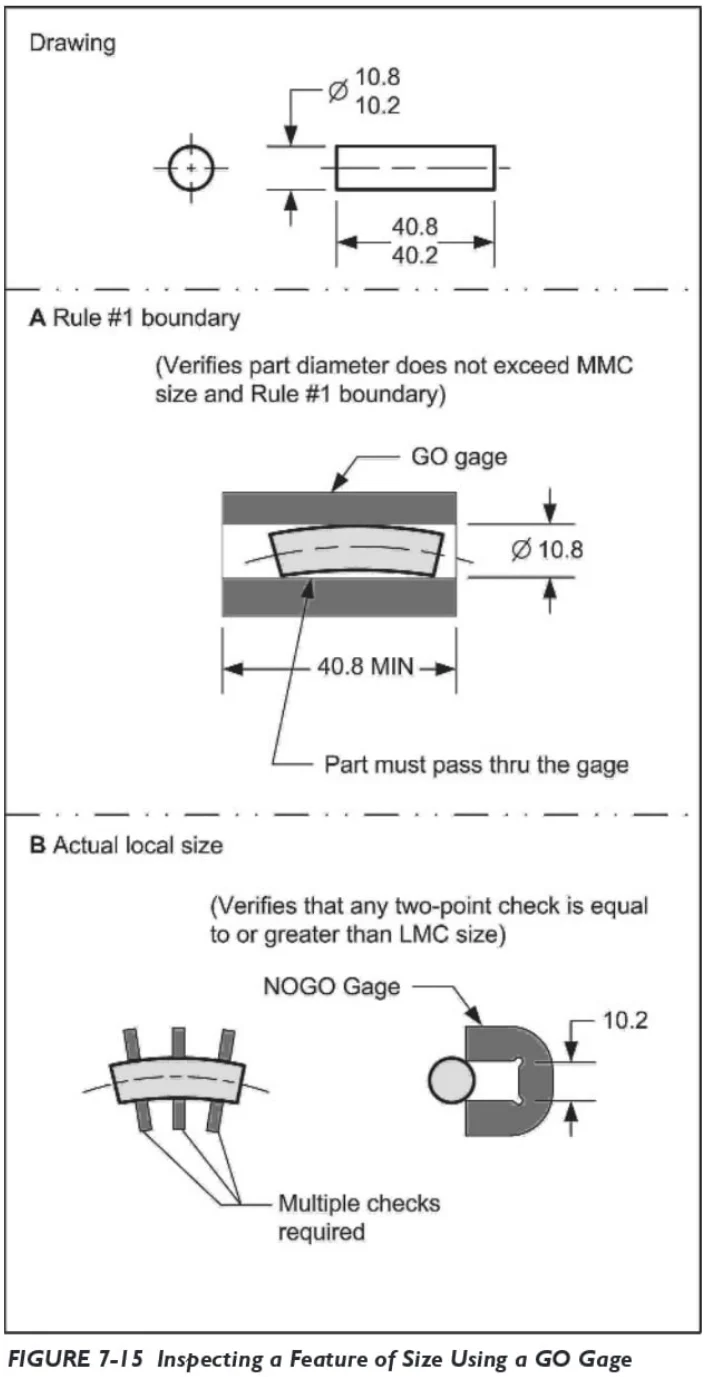 Drawing
Ø 10.8
10.2
40.8
40.2
A Rule #1 boundary
(Verifies part diameter does not exceed MMC
size and Rule #1 boundary)
GO gage
Ø 10.8
40.8 MIN
Part must pass thru the gage
B Actual local size
(Verifies that any two-point check is equal
to or greater than LMC size)
NOGO Gage
10.2
Multiple checks
required
FIGURE 7-15 Inspecting a Feature of Size Using a GO Gage